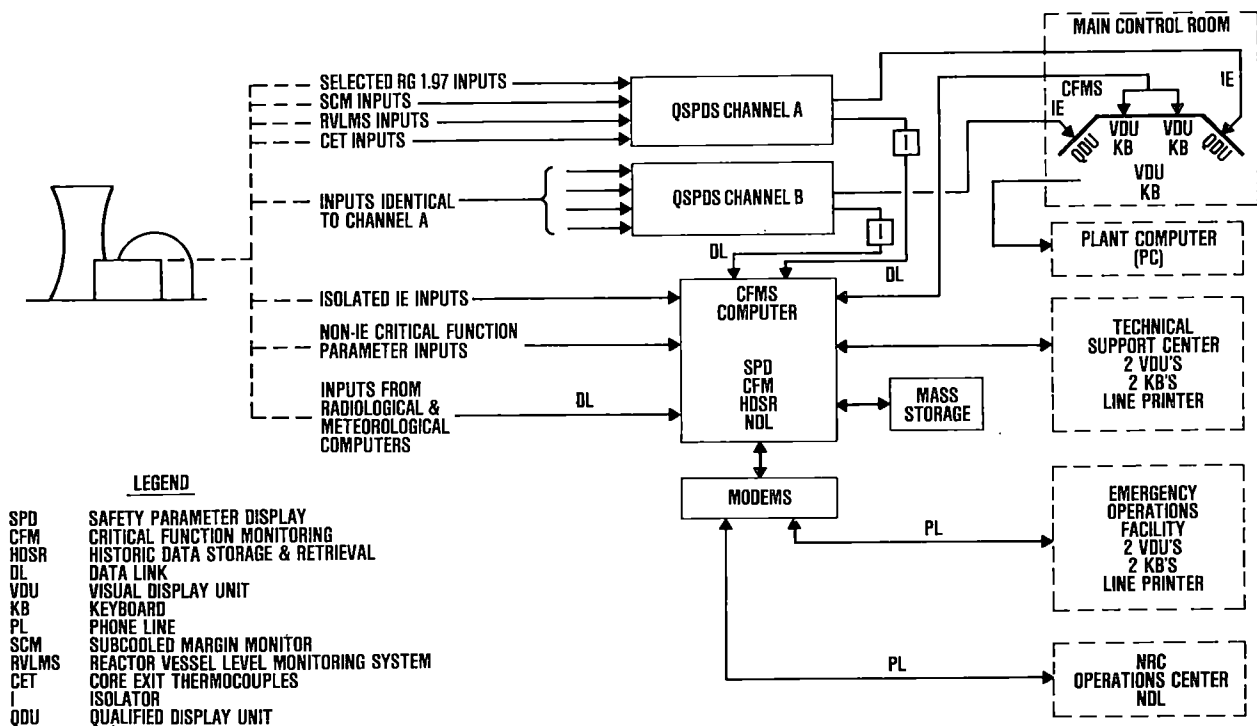 MAIN CONTROL ROOM
SELECTED RG 1.97 INPUTS
SCM INPUTS
RVLMS INPUTS
CET INPUTS
QSPDS CHANNEL A
I
IE
CFMS
IE
QDU
VDU
KB
VDU
KB
QDU
VDU
KB
INPUTS IDENTICAL
TO CHANNEL A
QSPDS CHANNEL B
I
DL
DL
PLANT COMPUTER
(PC)
ISOLATED IE INPUTS
NON-IE CRITICAL FUNCTION
PARAMETER INPUTS
INPUTS FROM
RADIOLOGICAL &
METEOROLOGICAL
COMPUTERS
DL
CFMS
COMPUTER
SPD
CFM
HDSR
NDL
MASS
STORAGE
TECHNICAL
SUPPORT CENTER
2 VDU'S
2 KB'S
LINE PRINTER
MODEMS
PL
EMERGENCY
OPERATIONS
FACILITY
2 VDU'S
2 KB'S
LINE PRINTER
PL
NRC
OPERATIONS CENTER
NDL
LEGEND
SPD SAFETY PARAMETER DISPLAY
CFM CRITICAL FUNCTION MONITORING
HDSR HISTORIC DATA STORAGE & RETRIEVAL
DL DATA LINK
VDU VISUAL DISPLAY UNIT
KB KEYBOARD
PL PHONE LINE
SCM SUBCOOLED MARGIN MONITOR
RVLMS REACTOR VESSEL LEVEL MONITORING SYSTEM
CET CORE EXIT THERMOCOUPLES
I ISOLATOR
QDU QUALIFIED DISPLAY UNIT